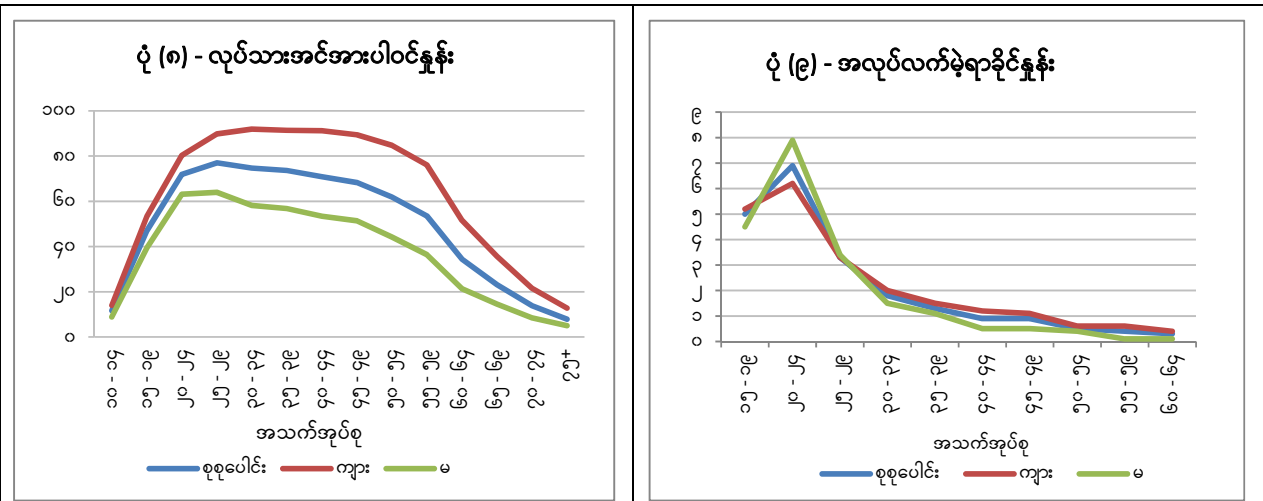 ပုံ (၈) - လုပ်သားအင်အားပါဝင်နှုန်း
၁၀၀
၈၀
၆၀
၄၀
၂၀
၀
၁၀ - ၁၄
၁၅ - ၁၉
၂၀ - ၂၄
၂၅ - ၂၉
၃၀ - ၃၄
၃၅ - ၃၉
၄၀ - ၄၄
၄၅ - ၄၉
၅၀ - ၅၄
၅၅ - ၅၉
၆၀ - ၆၄
၆၅ - ၆၉
၇၀ - ၇၄
၇၅+
အသက်အုပ်စု
စုစုပေါင်း
ကျား
မ
ပုံ (၉) - အလုပ်လက်မဲ့ရာခိုင်နှုန်း
၉
၈
၇
၆
၅
၄
၃
၂
၁
၀
၁၅ - ၁၉
၂၀ - ၂၄
၂၅ - ၂၉
၃၀ - ၃၄
၃၅ - ၃၉
၄၀ - ၄၄
၄၅ - ၄၉
၅၀ - ၅၄
၅၅ - ၅၉
၆၀ - ၆၄
အသက်အုပ်စု
စုစုပေါင်း
ကျား
မ